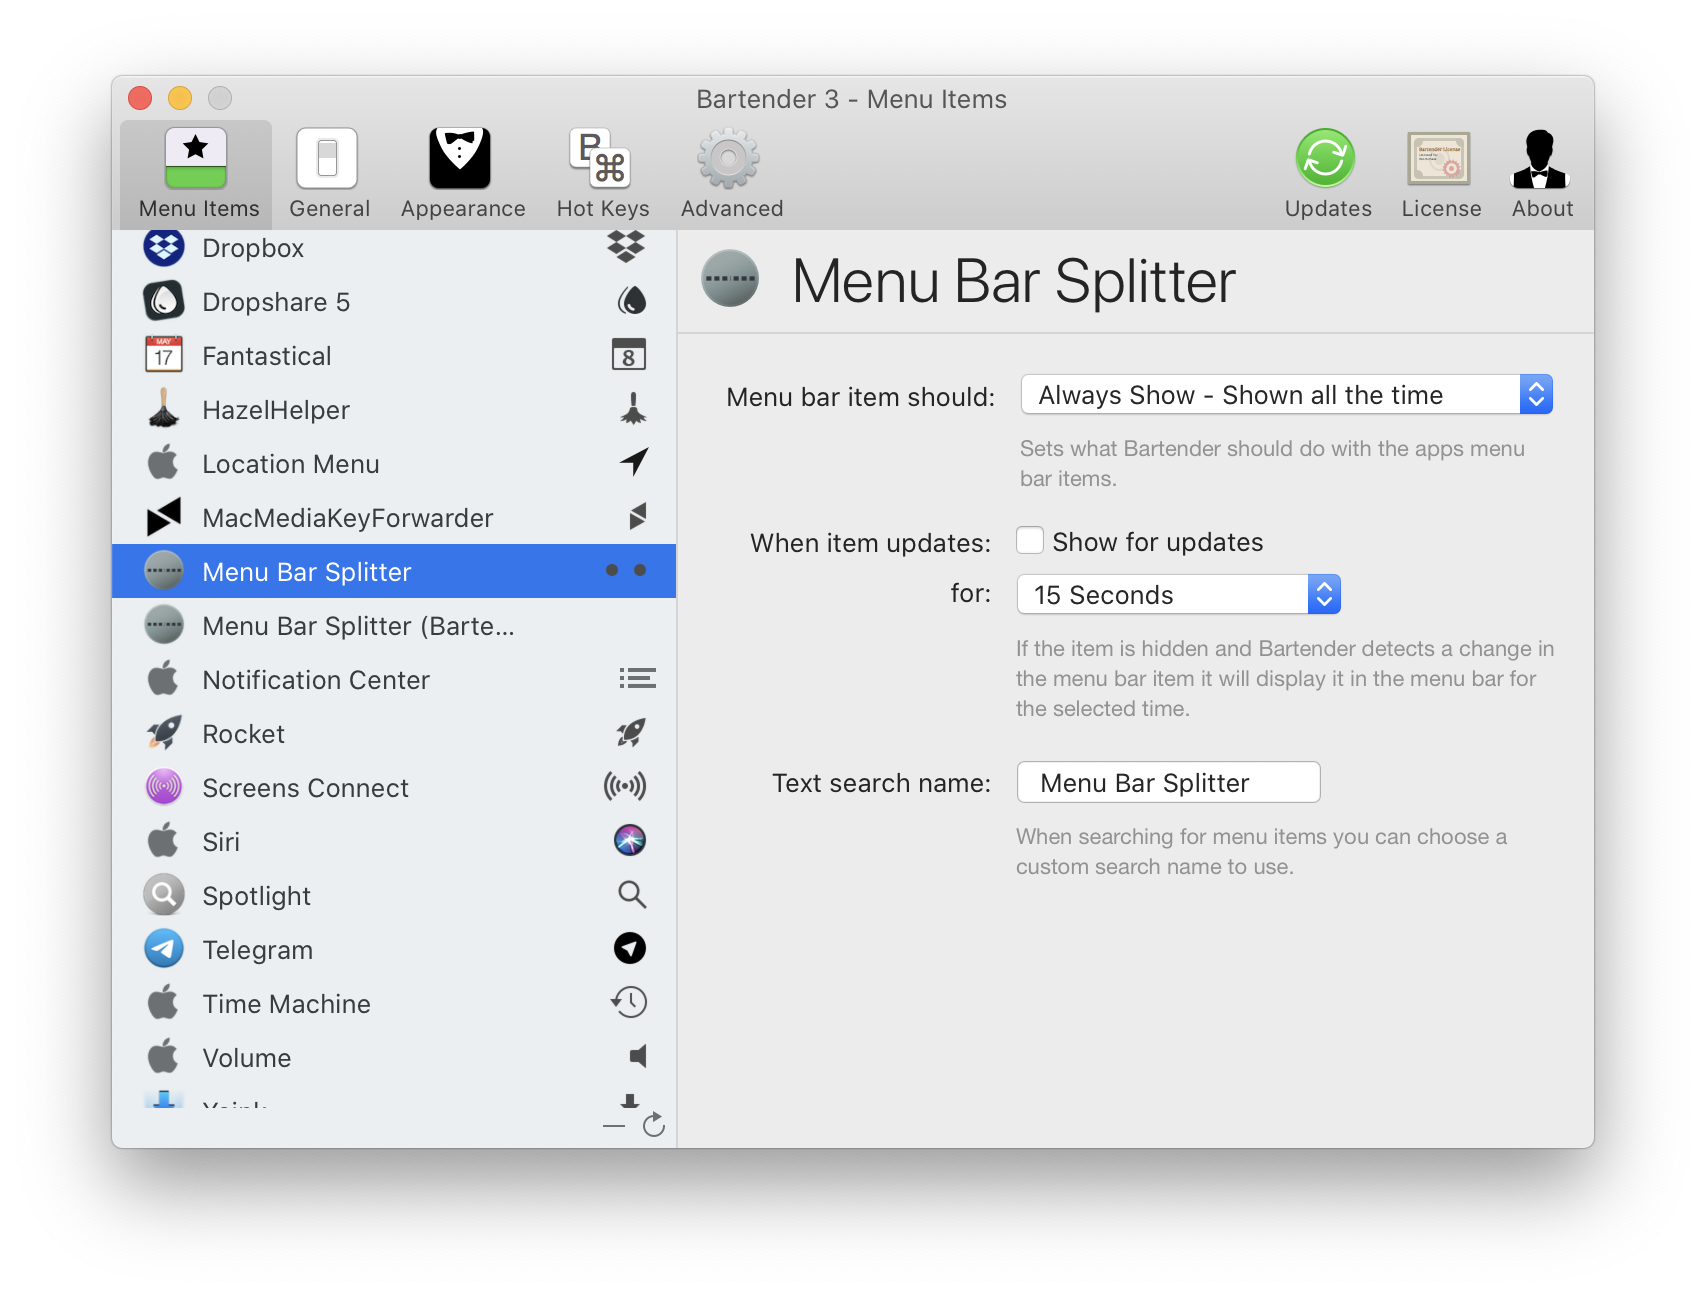 Bartender 3 - Menu Items
Menu Items
General
Appearance
Hot Keys
Advanced
Updates
License
About
Dropbox
Dropshare 5
MAY
17
Fantastical
8
HazelHelper
Location Menu
MacMediaKeyForwarder
Menu Bar Splitter
Menu Bar Splitter (Barte...
Notification Center
Rocket
Screens Connect
Siri
Spotlight
Telegram
Time Machine
Volume
Menu Bar Splitter
Menu bar item should:
Always Show - Shown all the time
Sets what Bartender should do with the apps menu
bar items.
When item updates:
Show for updates
for:
15 Seconds
If the item is hidden and Bartender detects a change in
the menu bar item it will display it in the menu bar for
the selected time.
Text search name:
Menu Bar Splitter
When searching for menu items you can choose a
custom search name to use.